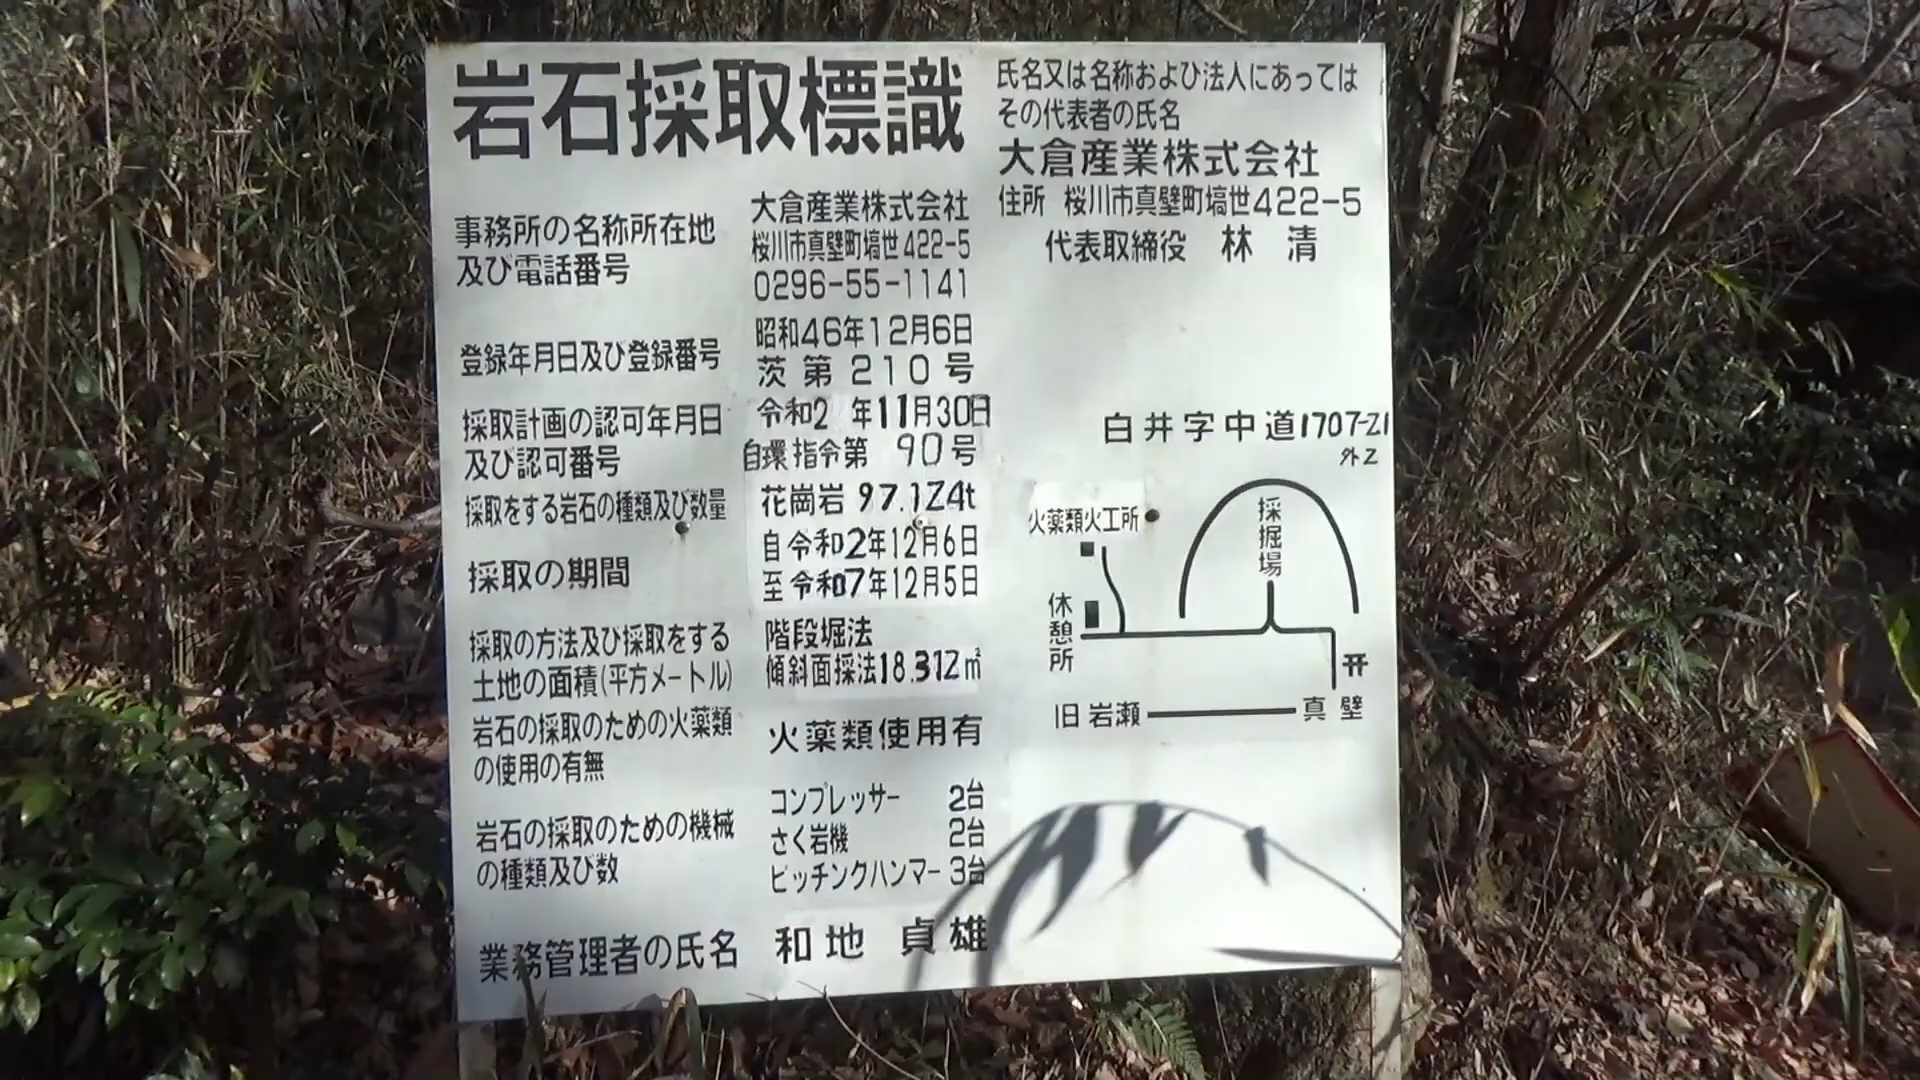 岩石採取標識
事務所の名称所在地
及び電話番号
大倉産業株式会社
桜川市真壁町塙世422-5
0296-55-1141
登録年月日及び登録番号
昭和46年12月6日
茨第210号
採取計画の認可年月日
及び認可番号
令和2 年11月30日
自環指令第 90号
採取をする岩石の種類及び数量
花崗岩 97.124t
採取の期間
自令和2年12月6日
至令和7年12月5日
採取の方法及び採取をする
土地の面積(平方メートル)
階段堀法
傾斜面採法18.312㎡
岩石の採取のための火薬類
の使用の有無
火薬類使用有
岩石の採取のための機械
の種類及び数
コンプレッサー 2台
さく岩機 2台
ピッチングハンマー 3台
業務管理者の氏名
和地 貞雄
氏名又は名称および法人にあっては
その代表者の氏名
大倉産業株式会社
住所 桜川市真壁町塙世422-5
代表取締役 林 清
白井字中道1707-21
外2
採掘場
火薬類火工所
休憩所
旧岩瀬
真壁